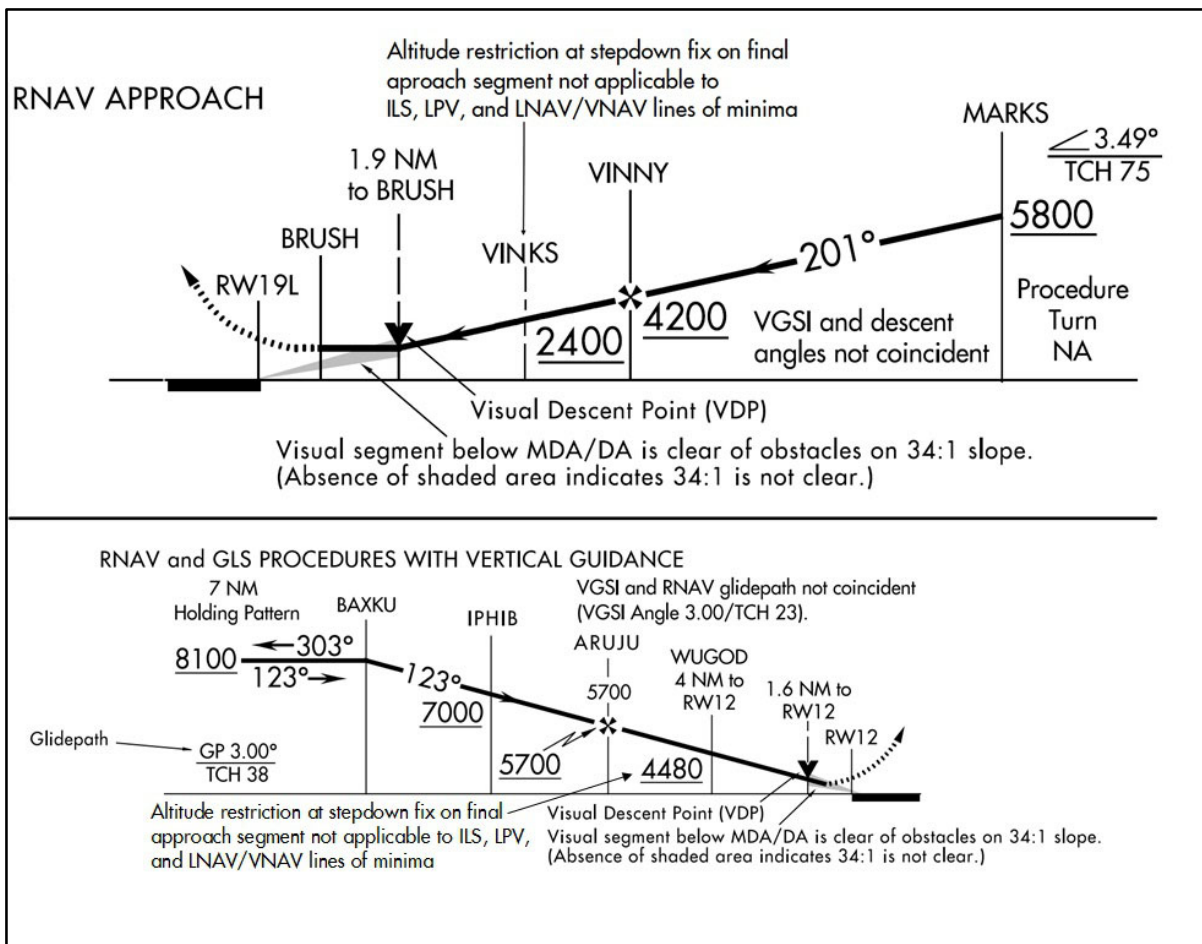 RNAV APPROACH
Altitude restriction at stepdown fix on final
aproach segment not applicable to
ILS, LPV, and LNAV/VNAV lines of minima
MARKS
3.49°
TCH 75
1.9 NM
to BRUSH
VINNY
5800
BRUSH
VINKS
201°
RW19L
4200
2400
VGSI and descent
angles not coincident
Procedure
Turn
NA
Visual Descent Point (VDP)
Visual segment below MDA/DA is clear of obstacles on 34:1 slope.
(Absence of shaded area indicates 34:1 is not clear.)
RNAV and GLS PROCEDURES WITH VERTICAL GUIDANCE
7 NM
Holding Pattern
BAXKU
IPHIB
VGSI and RNAV glidepath not coincident
(VGSI Angle 3.00/TCH 23).
ARUJU
8100
303°
123°
123°
7000
5700
WUGOD
4 NM to
RW12
1.6 NM to
RW12
RW12
Glidepath
GP 3.00°
TCH 38
5700
4480
Altitude restriction at stepdown fix on final
approach segment not applicable to ILS, LPV,
and LNAV/VNAV lines of minima
Visual Descent Point (VDP)
Visual segment below MDA/DA is clear of obstacles on 34:1 slope.
(Absence of shaded area indicates 34:1 is not clear.)